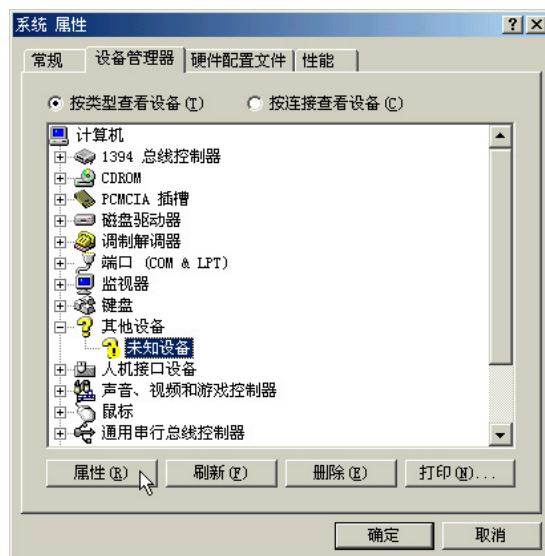 系统 属性
常规 设备管理器 硬件配置文件 性能
按类型查看设备(T) 按连接查看设备(C)
计算机
1394 总线控制器
CDROM
PCMCIA 插槽
磁盘驱动器
调制解调器
端口 (COM & LPT)
监视器
键盘
其他设备
未知设备
人机接口设备
声音、视频和游戏控制器
鼠标
通用串行总线控制器
属性(R) 刷新(F) 删除(E) 打印(N)...
确定 取消